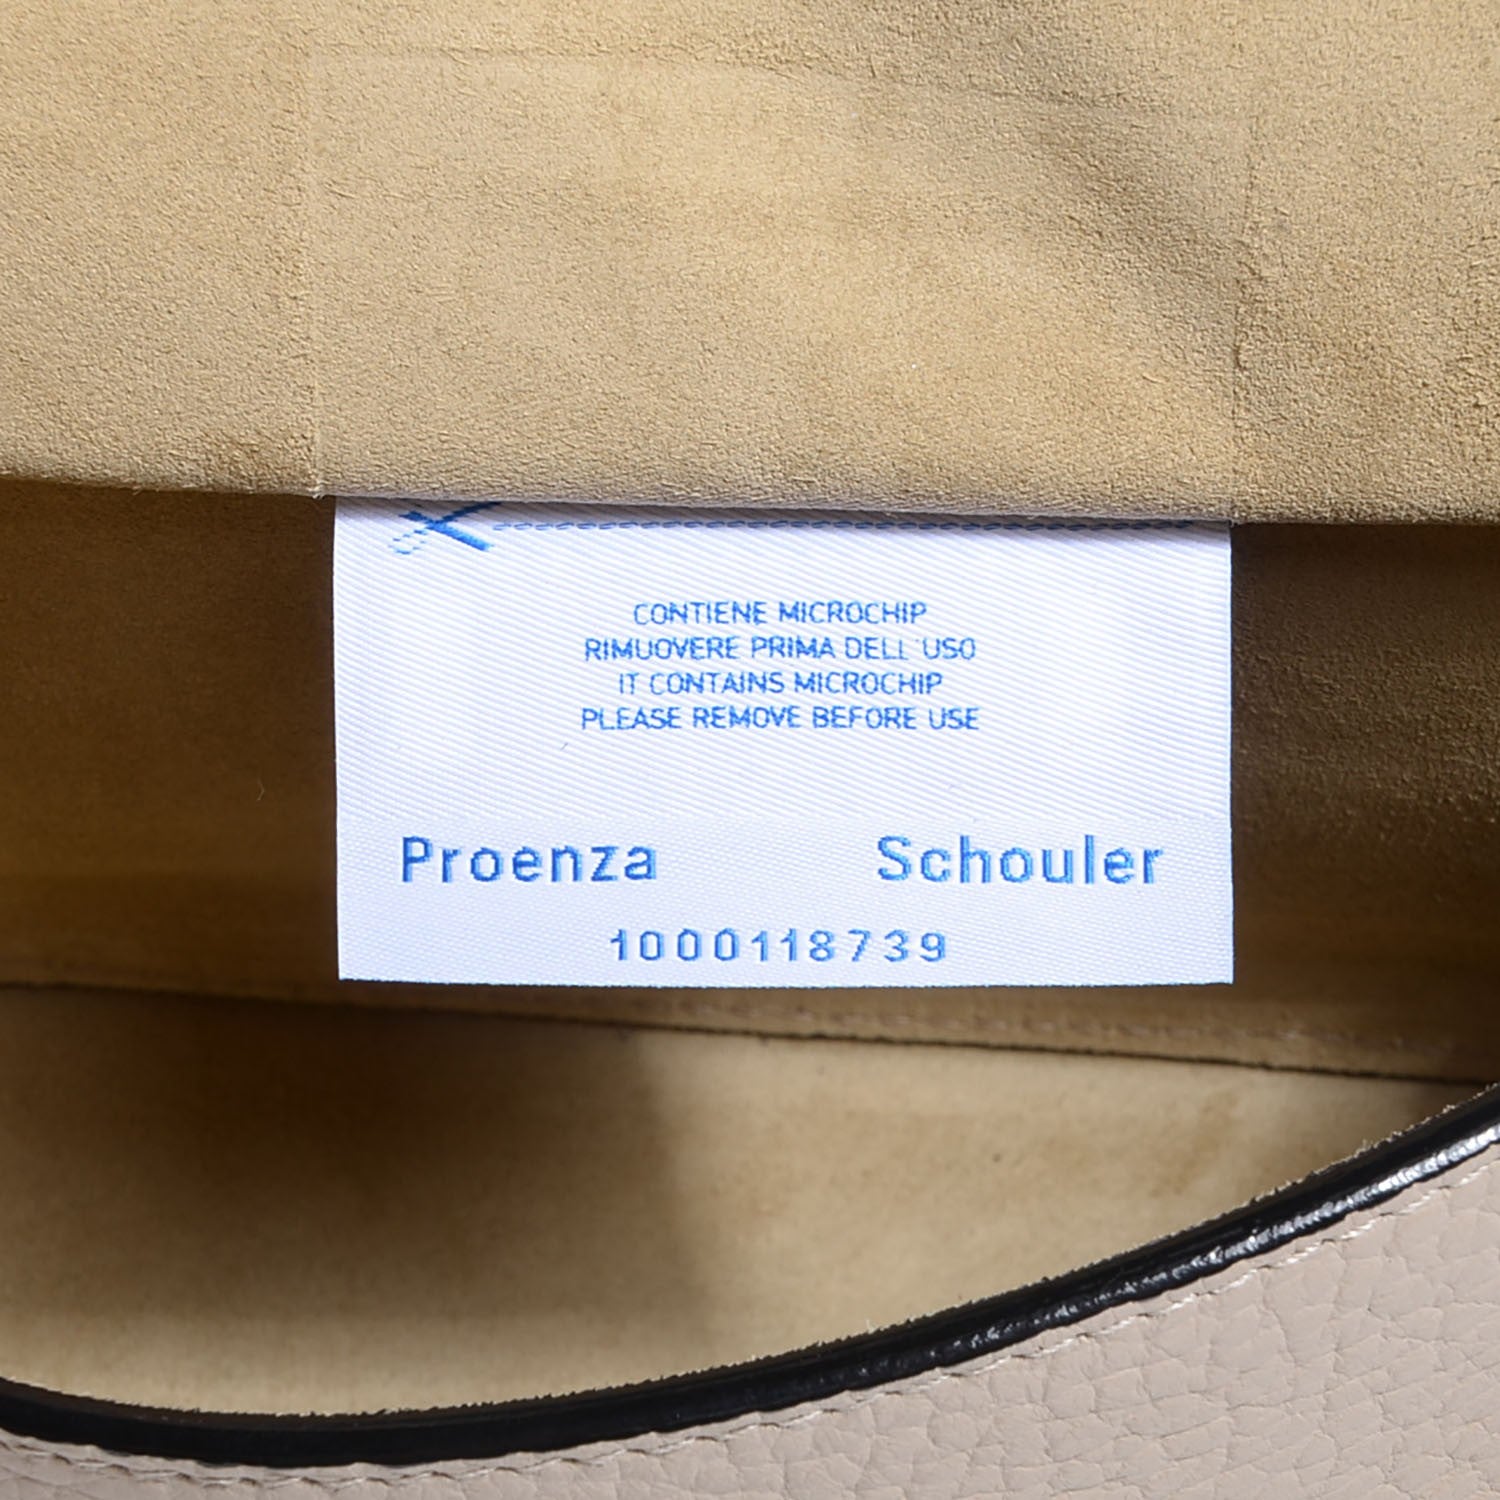 CONTIENE MICROCHIP
RIMUOVERE PRIMA DELL'USO
IT CONTAINS MICROCHIP
PLEASE REMOVE BEFORE USE
Proenza Schouler
1000118739